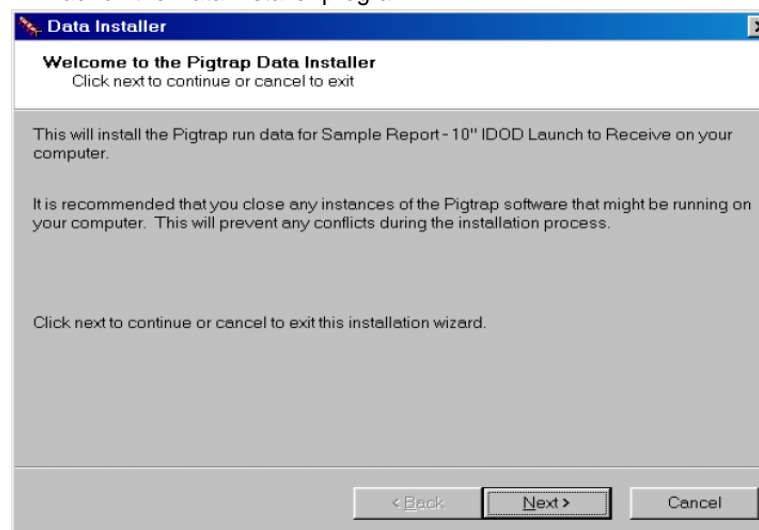 Data Installer
Welcome to the Pigtrap Data Installer
Click next to continue or cancel to exit
This will install the Pigtrap run data for Sample Report - 10" IDOD Launch to Receive on your
computer.
It is recommended that you close any instances of the Pigtrap software that might be running on
your computer. This will prevent any conflicts during the installation process.
Click next to continue or cancel to exit this installation wizard.
< Back Next > Cancel